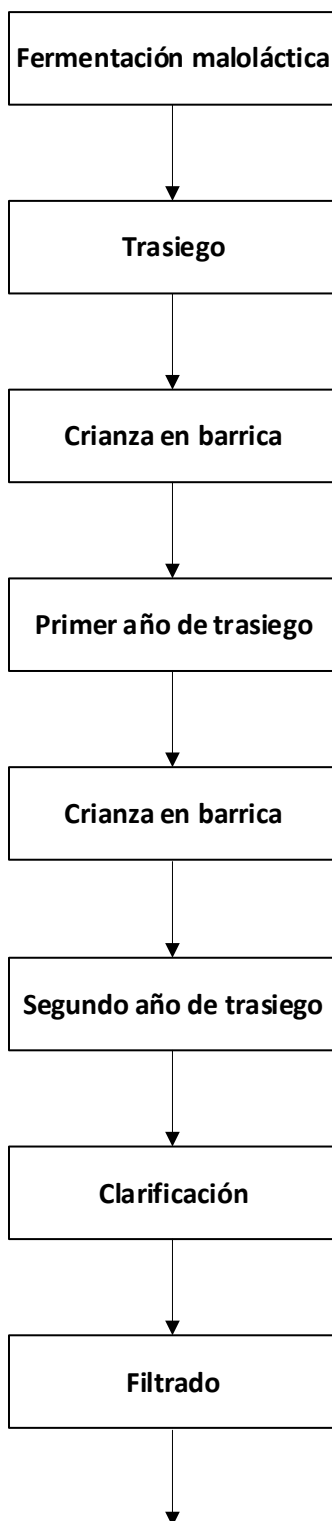 Fermentación maloláctica
Trasiego
Crianza en barrica
Primer año de trasiego
Crianza en barrica
Segundo año de trasiego
Clarificación
Filtrado